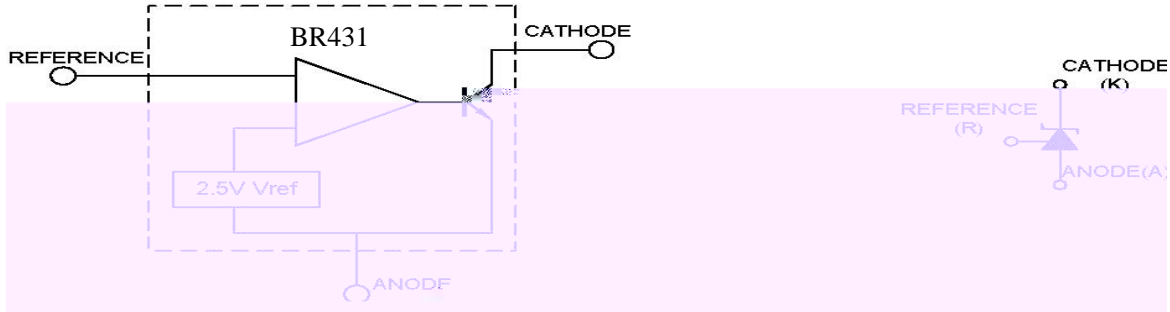 BR431
CATHODE
REFERENCE
2.5V Vref
ANODE
CATHODE
(K)
REFERENCE
(R)
ANODE(A)